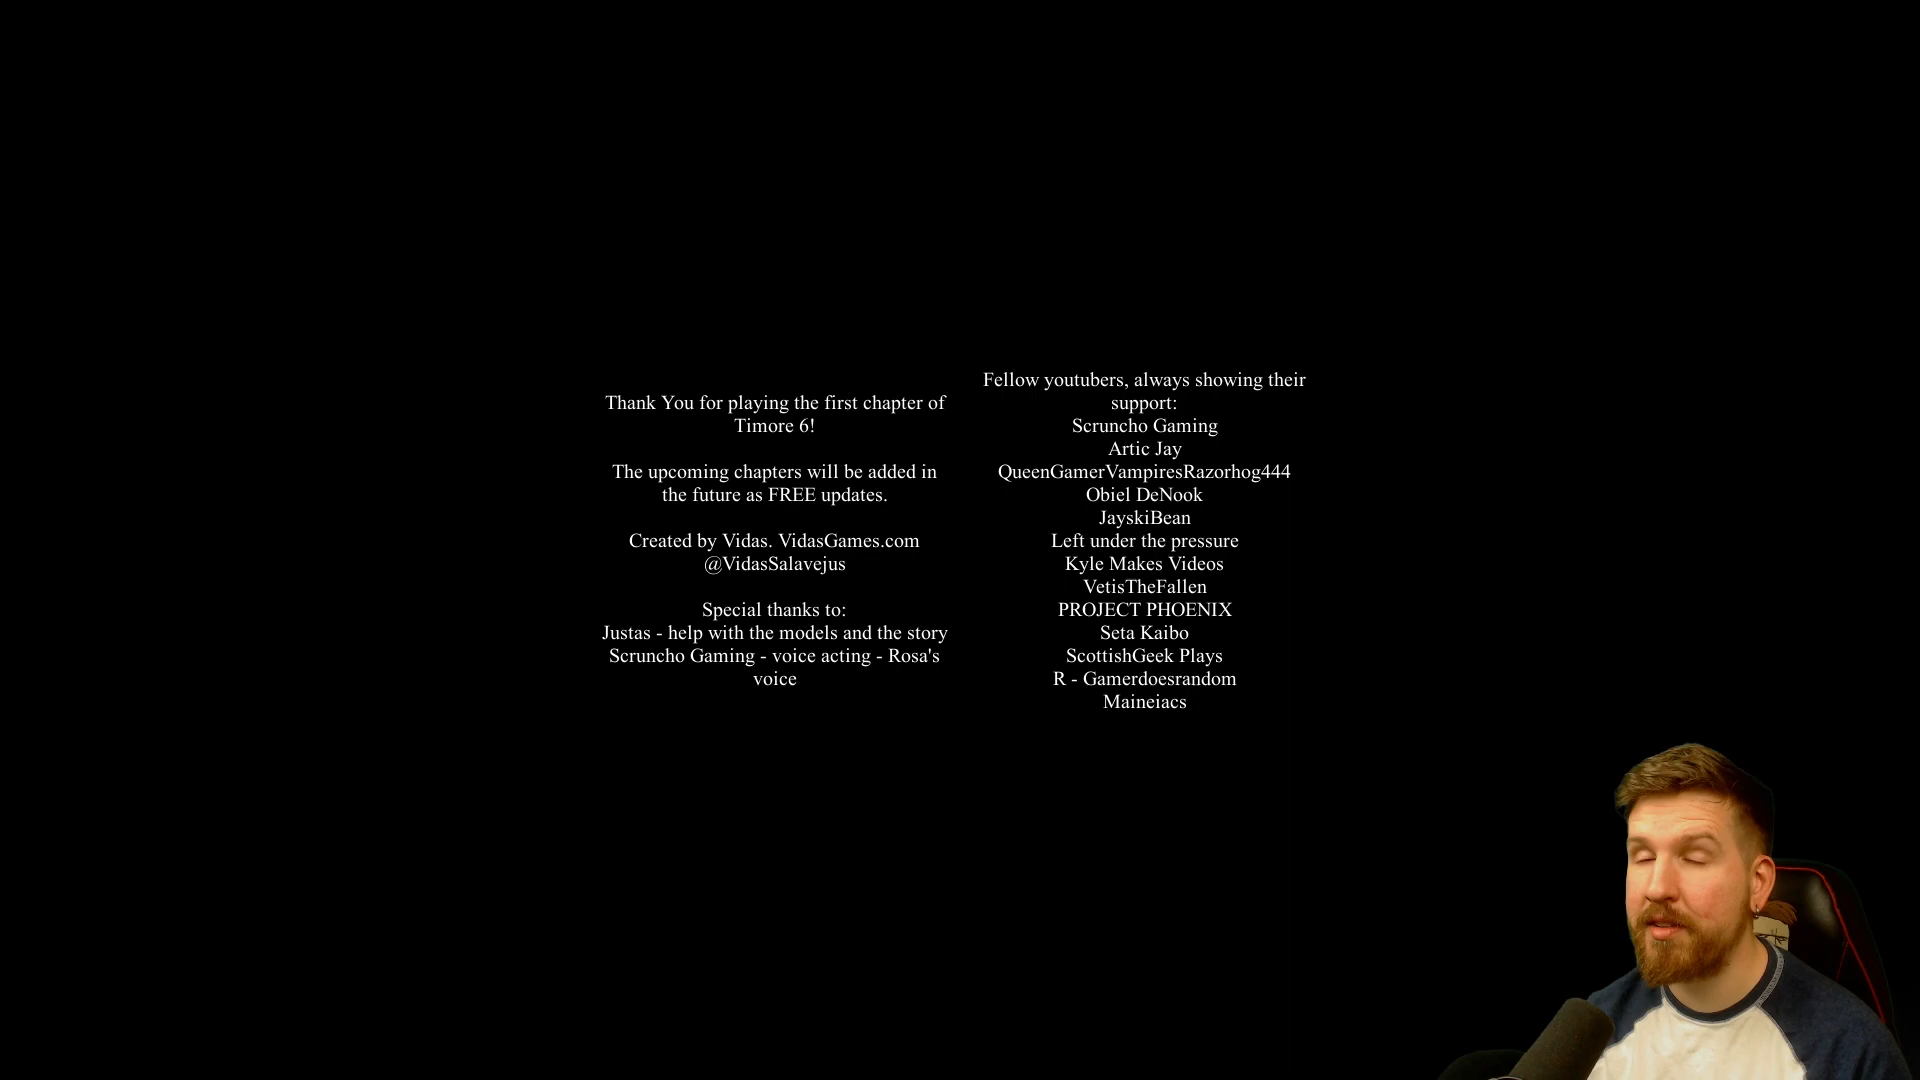 Thank You for playing the first chapter of
Timore 6!
The upcoming chapters will be added in
the future as FREE updates.
Created by Vidas. VidasGames.com
@VidasSalavejus
Special thanks to:
Justas - help with the models and the story
Scruncho Gaming - voice acting - Rosa's
voice
Fellow youtubers, always showing their
support:
Scruncho Gaming
Artic Jay
QueenGamerVampiresRazorhog444
Obiel DeNook
JayskiBean
Left under the pressure
Kyle Makes Videos
VetisTheFallen
PROJECT PHOENIX
Seta Kaibo
ScottishGeek Plays
R - Gamerdoesrandom
Maineiacs